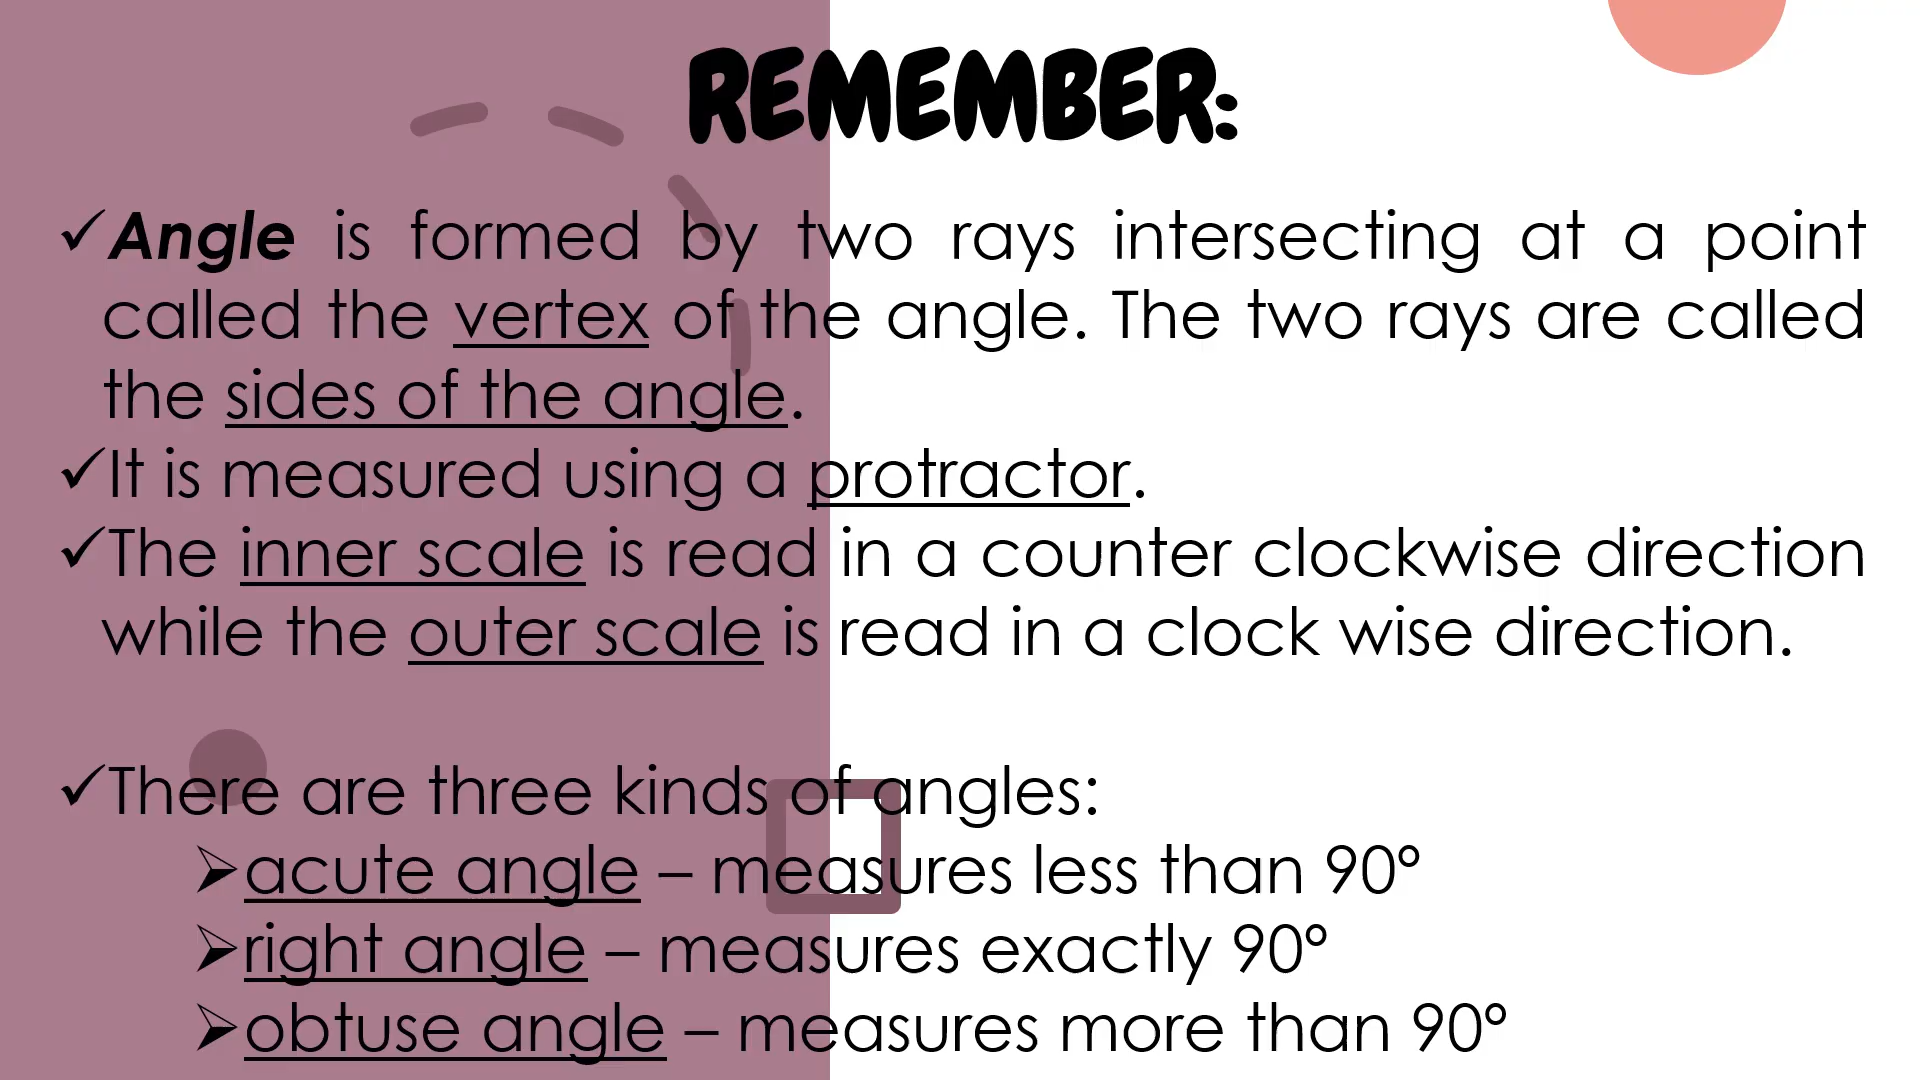 REMEMBER:
✓Angle is formed by two rays intersecting at a point
called the vertex of the angle. The two rays are called
the sides of the angle.
✓It is measured using a protractor.
✓The inner scale is read in a counter clockwise direction
while the outer scale is read in a clock wise direction.
✓There are three kinds of angles:
➢acute angle – measures less than 90º
➢right angle – measures exactly 90º
➢obtuse angle – measures more than 90º